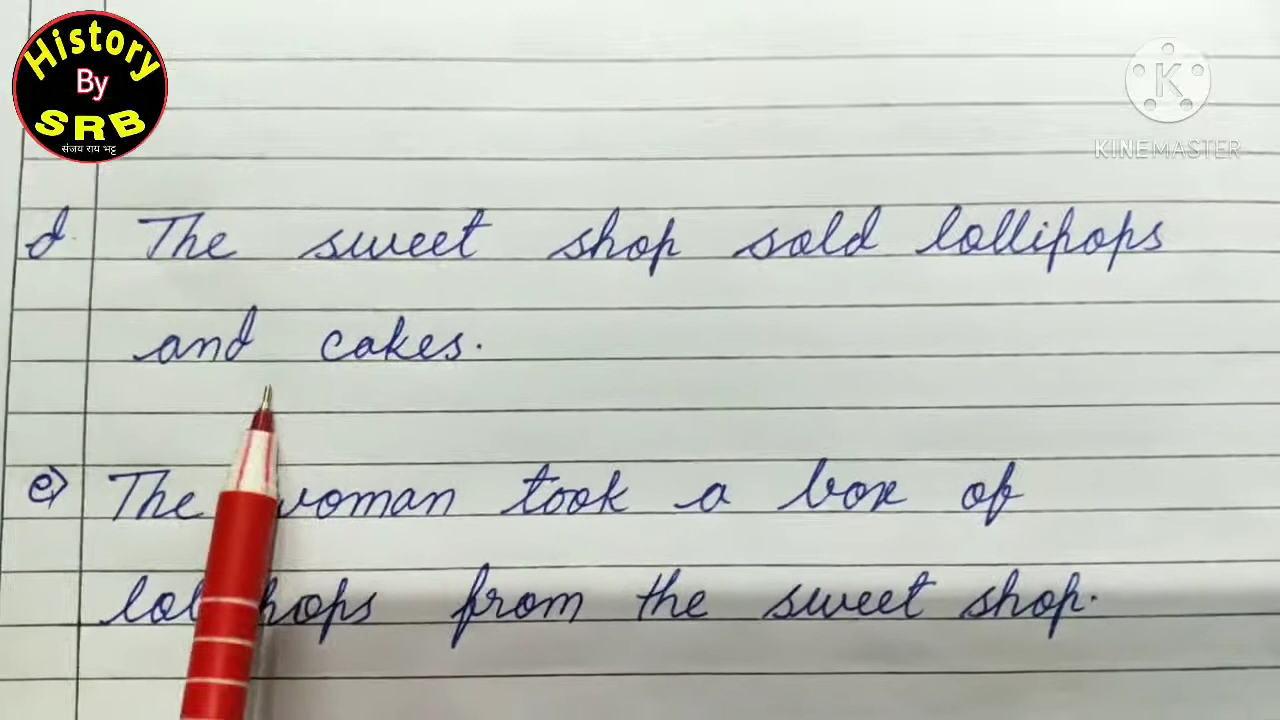 History
By
SRB
संजय राय भट्ट
K
KINEMASTER
d. The sweet shop sold lollipops
and cakes.
e) The woman took a box of
lollipops from the sweet shop.